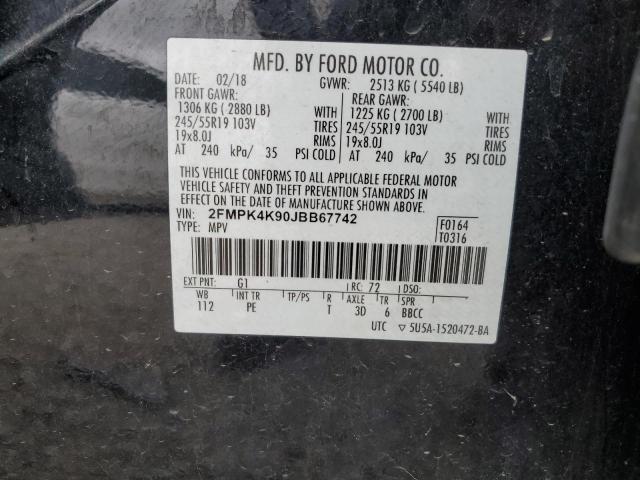 MFD. BY FORD MOTOR CO.
DATE: 02/18 GVWR: 2513 KG ( 5540 LB)
FRONT GAWR: REAR GAWR:
1306 KG ( 2880 LB) WITH 1225 KG ( 2700 LB) WITH
245/55R19 103V TIRES 245/55R19 103V TIRES
19x8.0J RIMS 19x8.0J RIMS
AT 240 kPa/ 35 PSI COLD AT 240 kPa/ 35 PSI COLD
THIS VEHICLE CONFORMS TO ALL APPLICABLE FEDERAL MOTOR
VEHICLE SAFETY AND THEFT PREVENTION STANDARDS IN
EFFECT ON THE DATE OF MANUFACTURE SHOWN ABOVE.
VIN: 2FMPK4K90JBB67742 F0164
TYPE: MPV T0316
EXT PNT: G1 RC: 72 DSO:
WB INT TR TP/PS R AXLE TR SPR
112 PE T 3D 6 BBCC
UTC ▽ 5U5A-1520472-BA